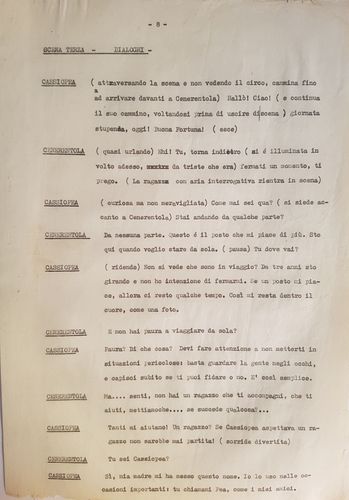 - 8 -
SCENA TERZA - DIALOGHI -
CASSIOPEA ( attraversando la scena e non vedendo il circo, cammina fino
ad arrivare davanti a Cenerentola) Hallò! Ciao! ( e continua
il suo cammino, voltandosi prima di uscire di scena ) giornata
stupenda, oggi! Buona Fortuna! ( esce)
CENERENTOLA ( quasi urlando) Ehi! Tu, torna indietro ( si é illuminata in
volto adesso, da triste che era) fermati un momento, ti
prego. ( La ragazza con aria interrogativa rientra in scena)
CASSIOPEA ( curiosa ma non meravigliata) Come mai sei qua? ( si siede ac-
canto a Cenerentola) Stai andando da qualche parte?
CENERENTOLA Da nessuna parte. Questo é il posto che mi piace di più. Sto
qui quando voglio stare da sola. ( pausa) Tu dove vai?
CASSIOPEA ( ridendo) Non si vede che sono in viaggio? Da tre anni sto
girando e non ho intenzione di fermarmi. Se un posto mi pia-
ce, allora ci resto qualche tempo. Così mi resta dentro il
cuore, come una foto.
CENERENTOLA E non hai paura a viaggiare da sola?
CASSIOPEA Paura? Di che cosa? Devi fare attenzione a non metterti in
situazioni pericolose: basta guardare la gente negli occhi,
e capisci subito se ti puoi fidare o no. E' così semplice.
CENERENTOLA Ma.... senti, non hai un ragazzo che ti accompagni, che ti
aiuti, mettiamoche.... se succede qualcosa?...
CASSIOPEA Tanti mi aiutano! Un ragazzo? Se Cassiopea aspettava un ra-
gazzo non sarebbe mai partita! ( sorride divertita)
CENERENTOLA Tu sei Cassiopea?
CASSIOPEA Sì, mia madre mi ha messo questo nome. Io lo uso nelle oc-
casioni importanti: tu chiamami Pea, come i miei amici.